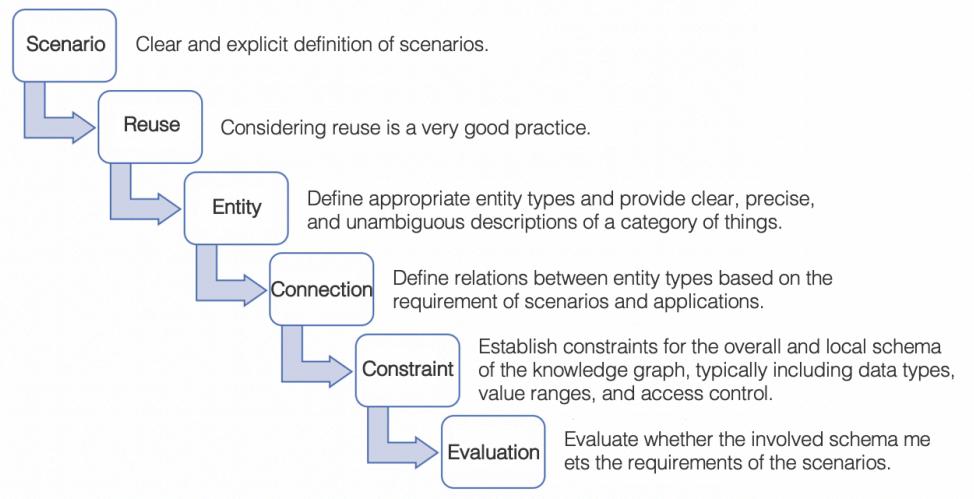 Scenario
Clear and explicit definition of scenarios.
Reuse
Considering reuse is a very good practice.
Entity
Define appropriate entity types and provide clear, precise,
and unambiguous descriptions of a category of things.
Connection
Define relations between entity types based on the
requirement of scenarios and applications.
Constraint
Establish constraints for the overall and local schema
of the knowledge graph, typically including data types,
value ranges, and access control.
Evaluation
Evaluate whether the involved schema me
ets the requirements of the scenarios.